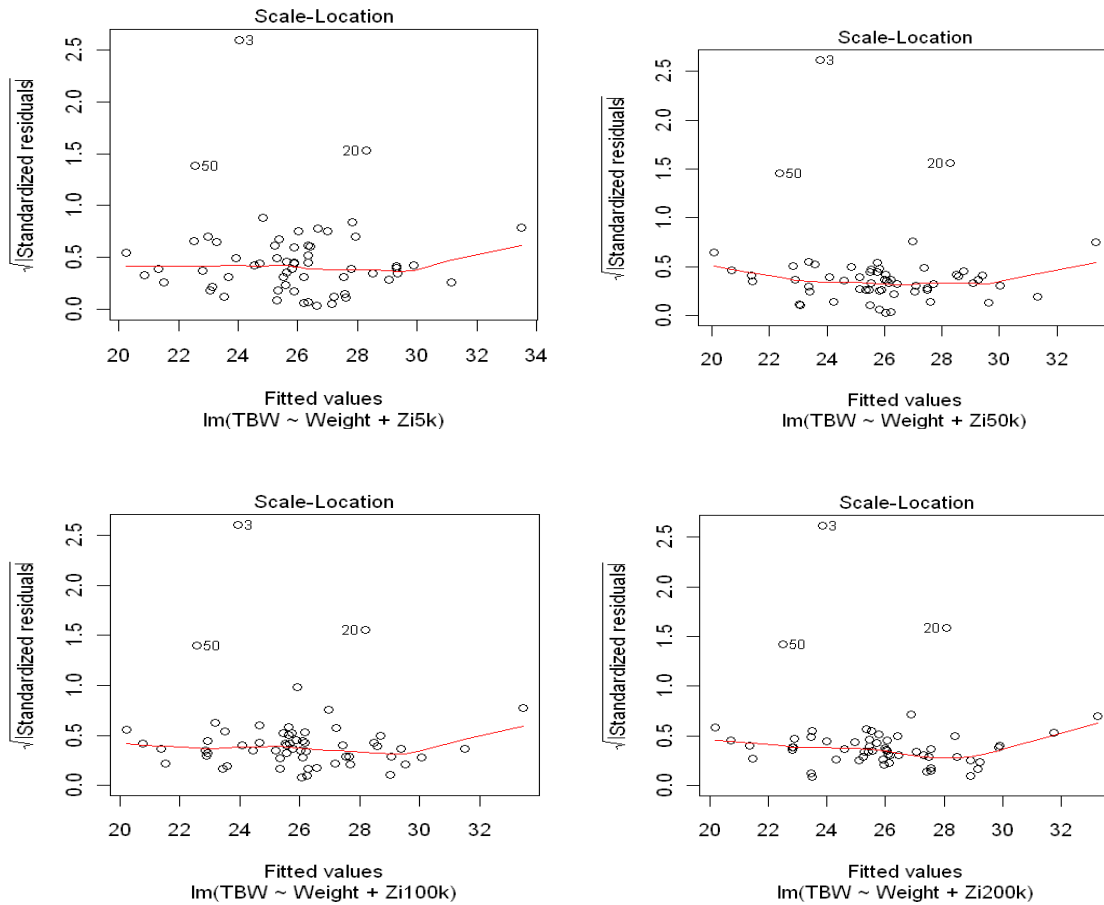 Scale-Location
√|Standardized residuals|
2.5
2.0
1.5
1.0
0.5
0.0
3
50
20
20 22 24 26 28 30 32 34
Fitted values
lm(TBW ~ Weight + Zi5k)
Scale-Location
√|Standardized residuals|
2.5
2.0
1.5
1.0
0.5
0.0
3
50
20
20 22 24 26 28 30 32
Fitted values
lm(TBW ~ Weight + Zi50k)
Scale-Location
√|Standardized residuals|
2.5
2.0
1.5
1.0
0.5
0.0
3
50
20
20 22 24 26 28 30 32
Fitted values
lm(TBW ~ Weight + Zi100k)
Scale-Location
√|Standardized residuals|
2.5
2.0
1.5
1.0
0.5
0.0
3
50
20
20 22 24 26 28 30 32
Fitted values
lm(TBW ~ Weight + Zi200k)